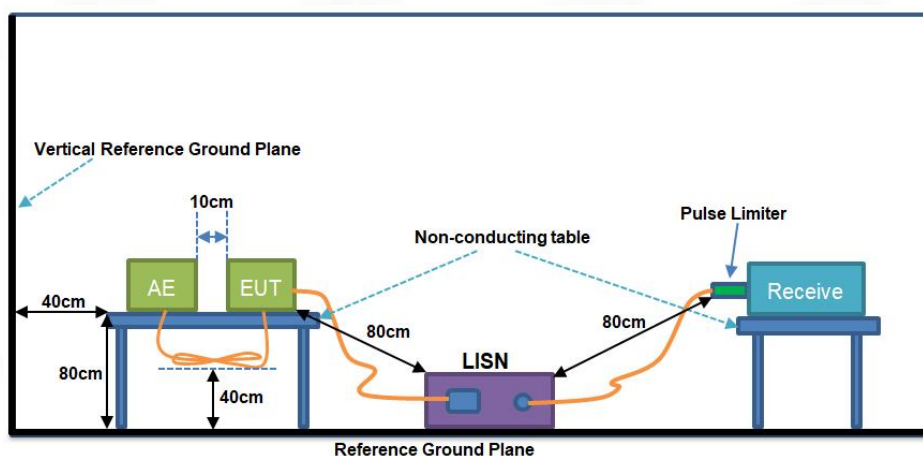 Vertical Reference Ground Plane
10cm
Pulse Limiter
Non-conducting table
AE
EUT
Receive
40cm
80cm
80cm
LISN
80cm
40cm
Reference Ground Plane